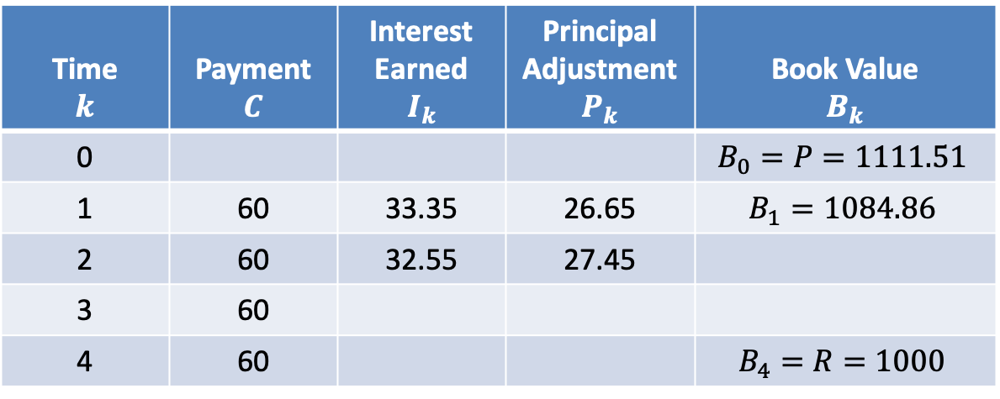 Time k Payment C Interest Earned I_k Principal Adjustment P_k Book Value B_k
0 B_0 = P = 1111.51
1 60 33.35 26.65 B_1 = 1084.86
2 60 32.55 27.45
3 60
4 60 B_4 = R = 1000